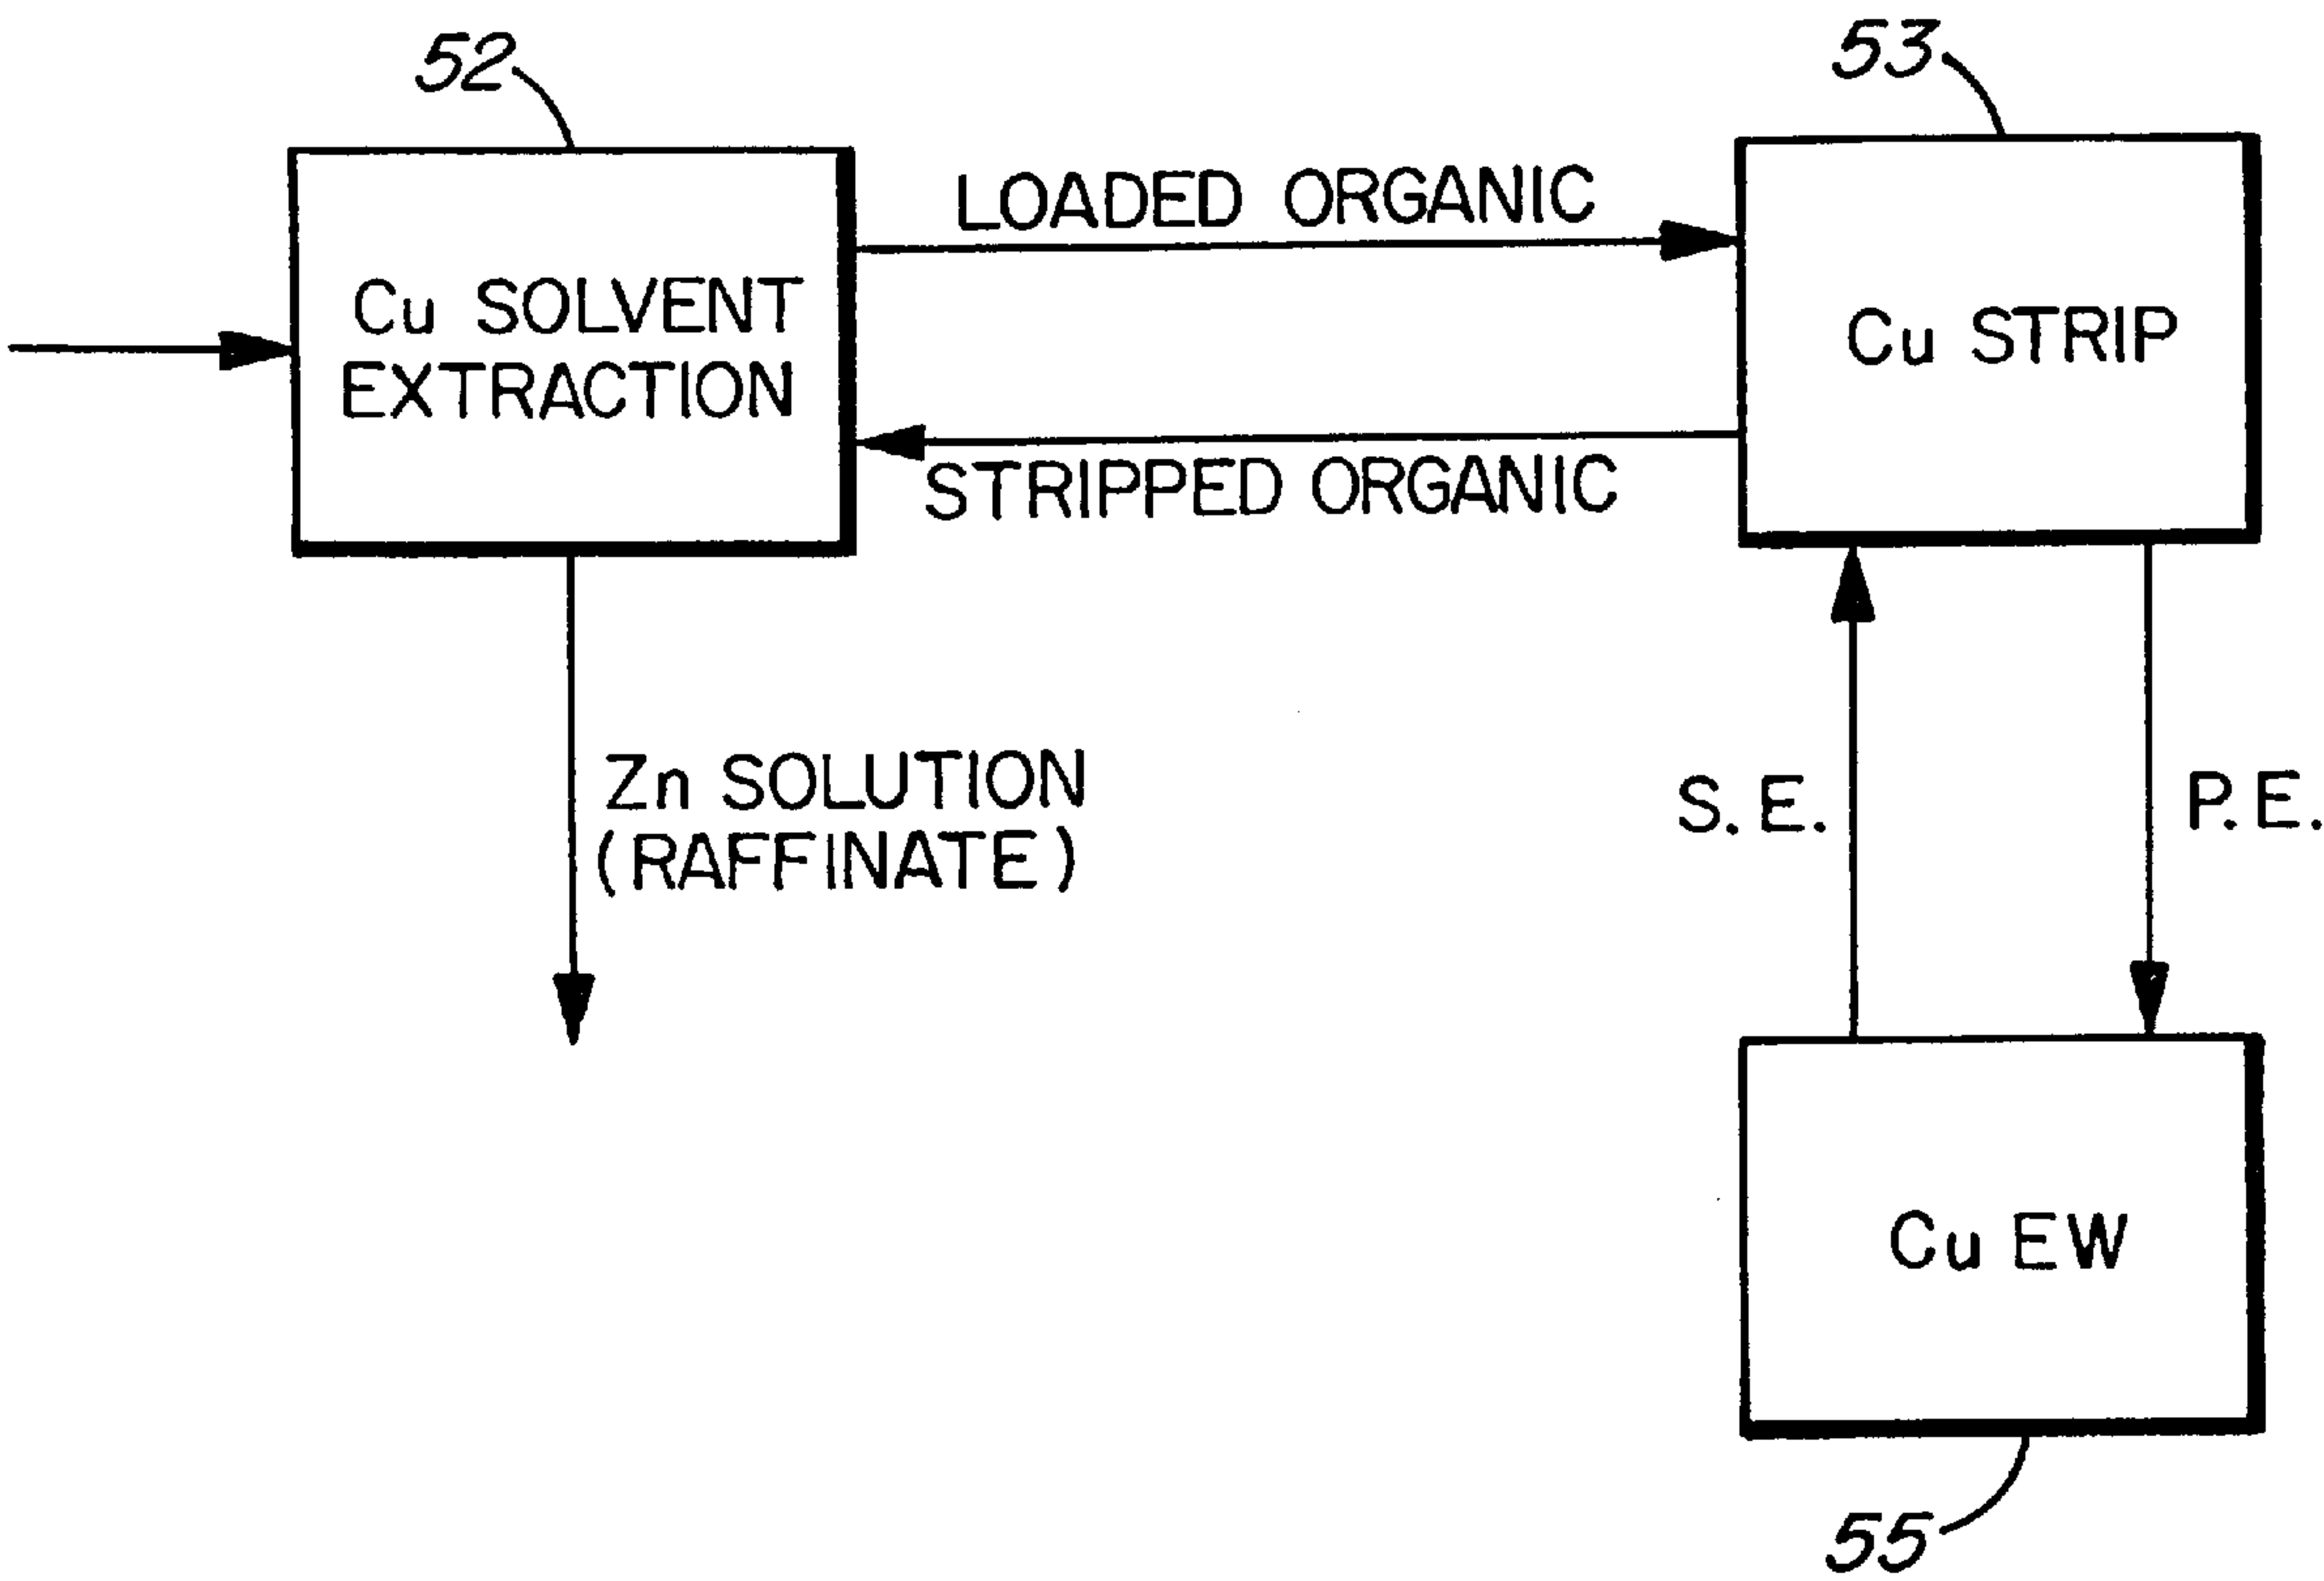 52
53
LOADED ORGANIC
Cu SOLVENT
EXTRACTION
Cu STRIP
STRIPPED ORGANIC
Zn SOLUTION
(RAFFINATE)
S.E.
P.E.
Cu EW
55